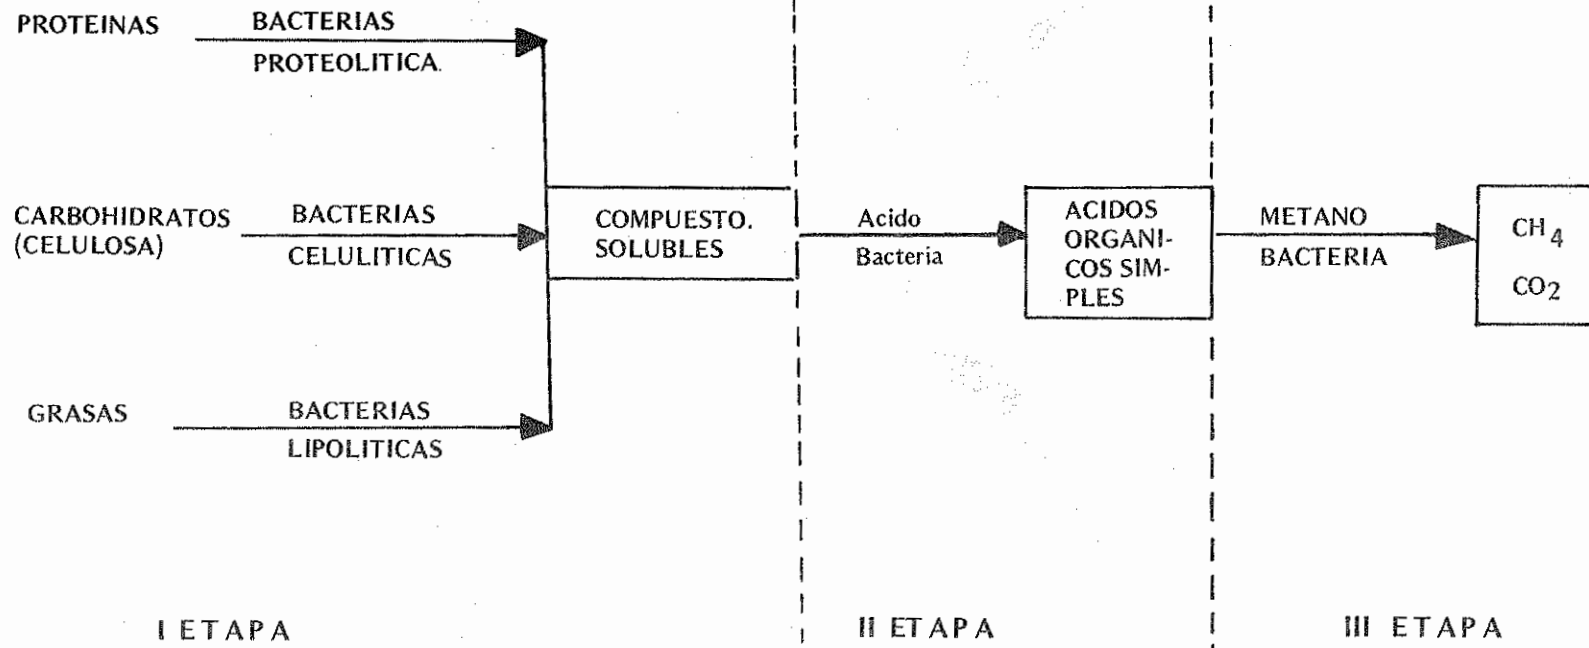 PROTEINAS
BACTERIAS
PROTEOLITICA.
CARBOHIDRATOS
(CELULOSA)
BACTERIAS
CELULITICAS
GRASAS
BACTERIAS
LIPOLITICAS
COMPUESTO.
SOLUBLES
Acido
Bacteria
ACIDOS
ORGANI-
COS SIM-
PLES
METANO
BACTERIA
CH4
CO2
I ETAPA
II ETAPA
III ETAPA